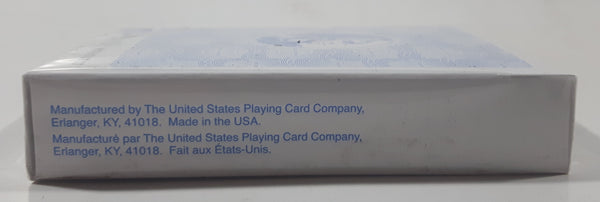 Manufactured by The United States Playing Card Company,
Erlanger, KY, 41018. Made in the USA.
Manufacturé par The United States Playing Card Company,
Erlanger, KY, 41018. Fait aux États-Unis.